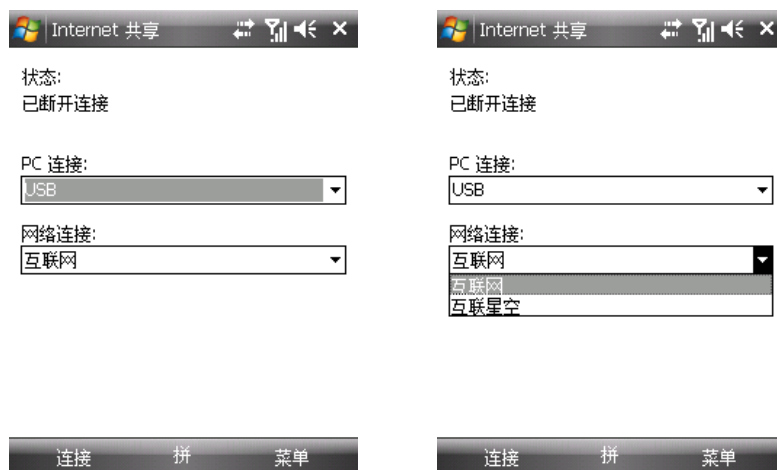 Internet 共享
状态:
已断开连接
PC 连接:
USB
网络连接:
互联网
连接 拼 菜单
Internet 共享
状态:
已断开连接
PC 连接:
USB
网络连接:
互联网
互联网
互联星空
连接 拼 菜单